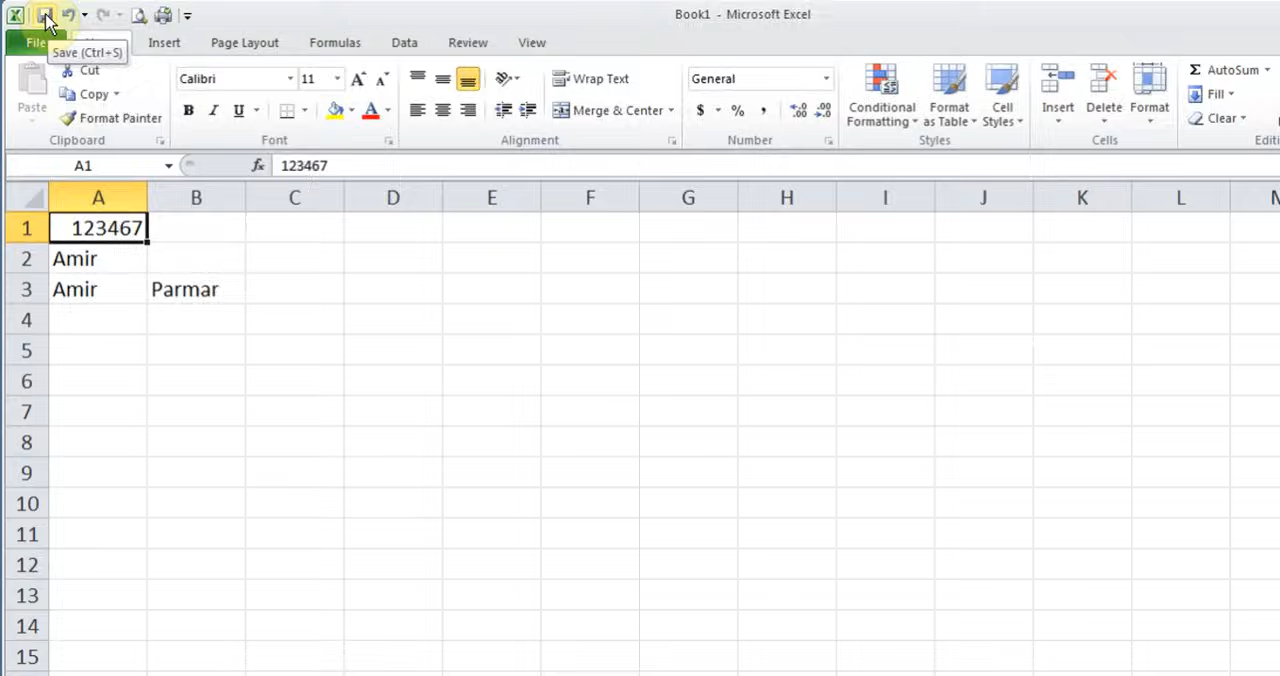 Book1 - Microsoft Excel
File Insert Page Layout Formulas Data Review View
Save (Ctrl+S)
Paste
Cut
Copy
Format Painter
Clipboard
Calibri 11
B I U A
Font
Wrap Text
Merge & Center
Alignment
General
$ % ,
Number
Conditional Formatting
Format as Table
Cell Styles
Styles
Insert Delete Format
Cells
Σ AutoSum
Fill
Clear
A1 fx 123467
A B C D E F G H I J K L
1 123467
2 Amir
3 Amir Parmar
4
5
6
7
8
9
10
11
12
13
14
15